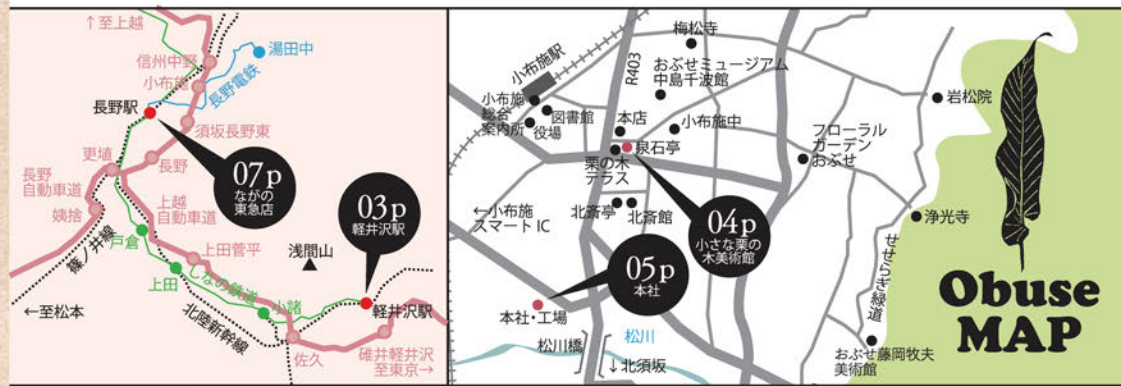 ↑至上越
信州中野
小布施
湯田中
長野電鉄
長野駅
須坂長野東
長野
更埴
長野
自動車道
姨捨
07p
ながの
東急店
上越
自動車道
03p
軽井沢駅
戸倉
篠ノ井線
上田菅平
浅間山
上田
しなの鉄道
小諸
軽井沢駅
←至松本
北陸新幹線
佐久
碓井軽井沢
至東京→
小布施駅
R403
梅松寺
おぶせミュージアム
中島千波館
小布施
総合
案内所
図書館
役場
本店
小布施中
泉石亭
栗の木
テラス
フローラル
ガーデン
おぶせ
岩松院
←小布施
スマートIC
北斎亭
北斎館
04p
小さな栗の
木美術館
浄光寺
05p
本社
せせらぎ緑道
本社・工場
松川
松川橋
↓北須坂
おぶせ藤岡牧夫
美術館
Obuse
MAP